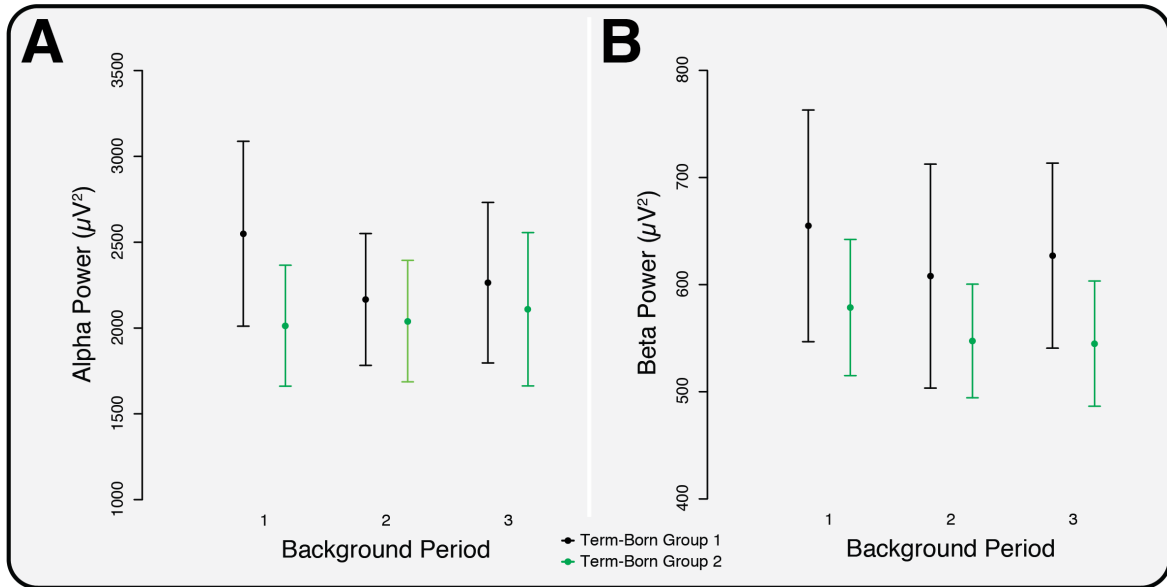 A
3500
3000
2500
2000
1500
1000
Alpha Power (µV²)
1 2 3
Background Period
B
800
700
600
500
400
Beta Power (µV²)
1 2 3
Background Period
Term-Born Group 1
Term-Born Group 2